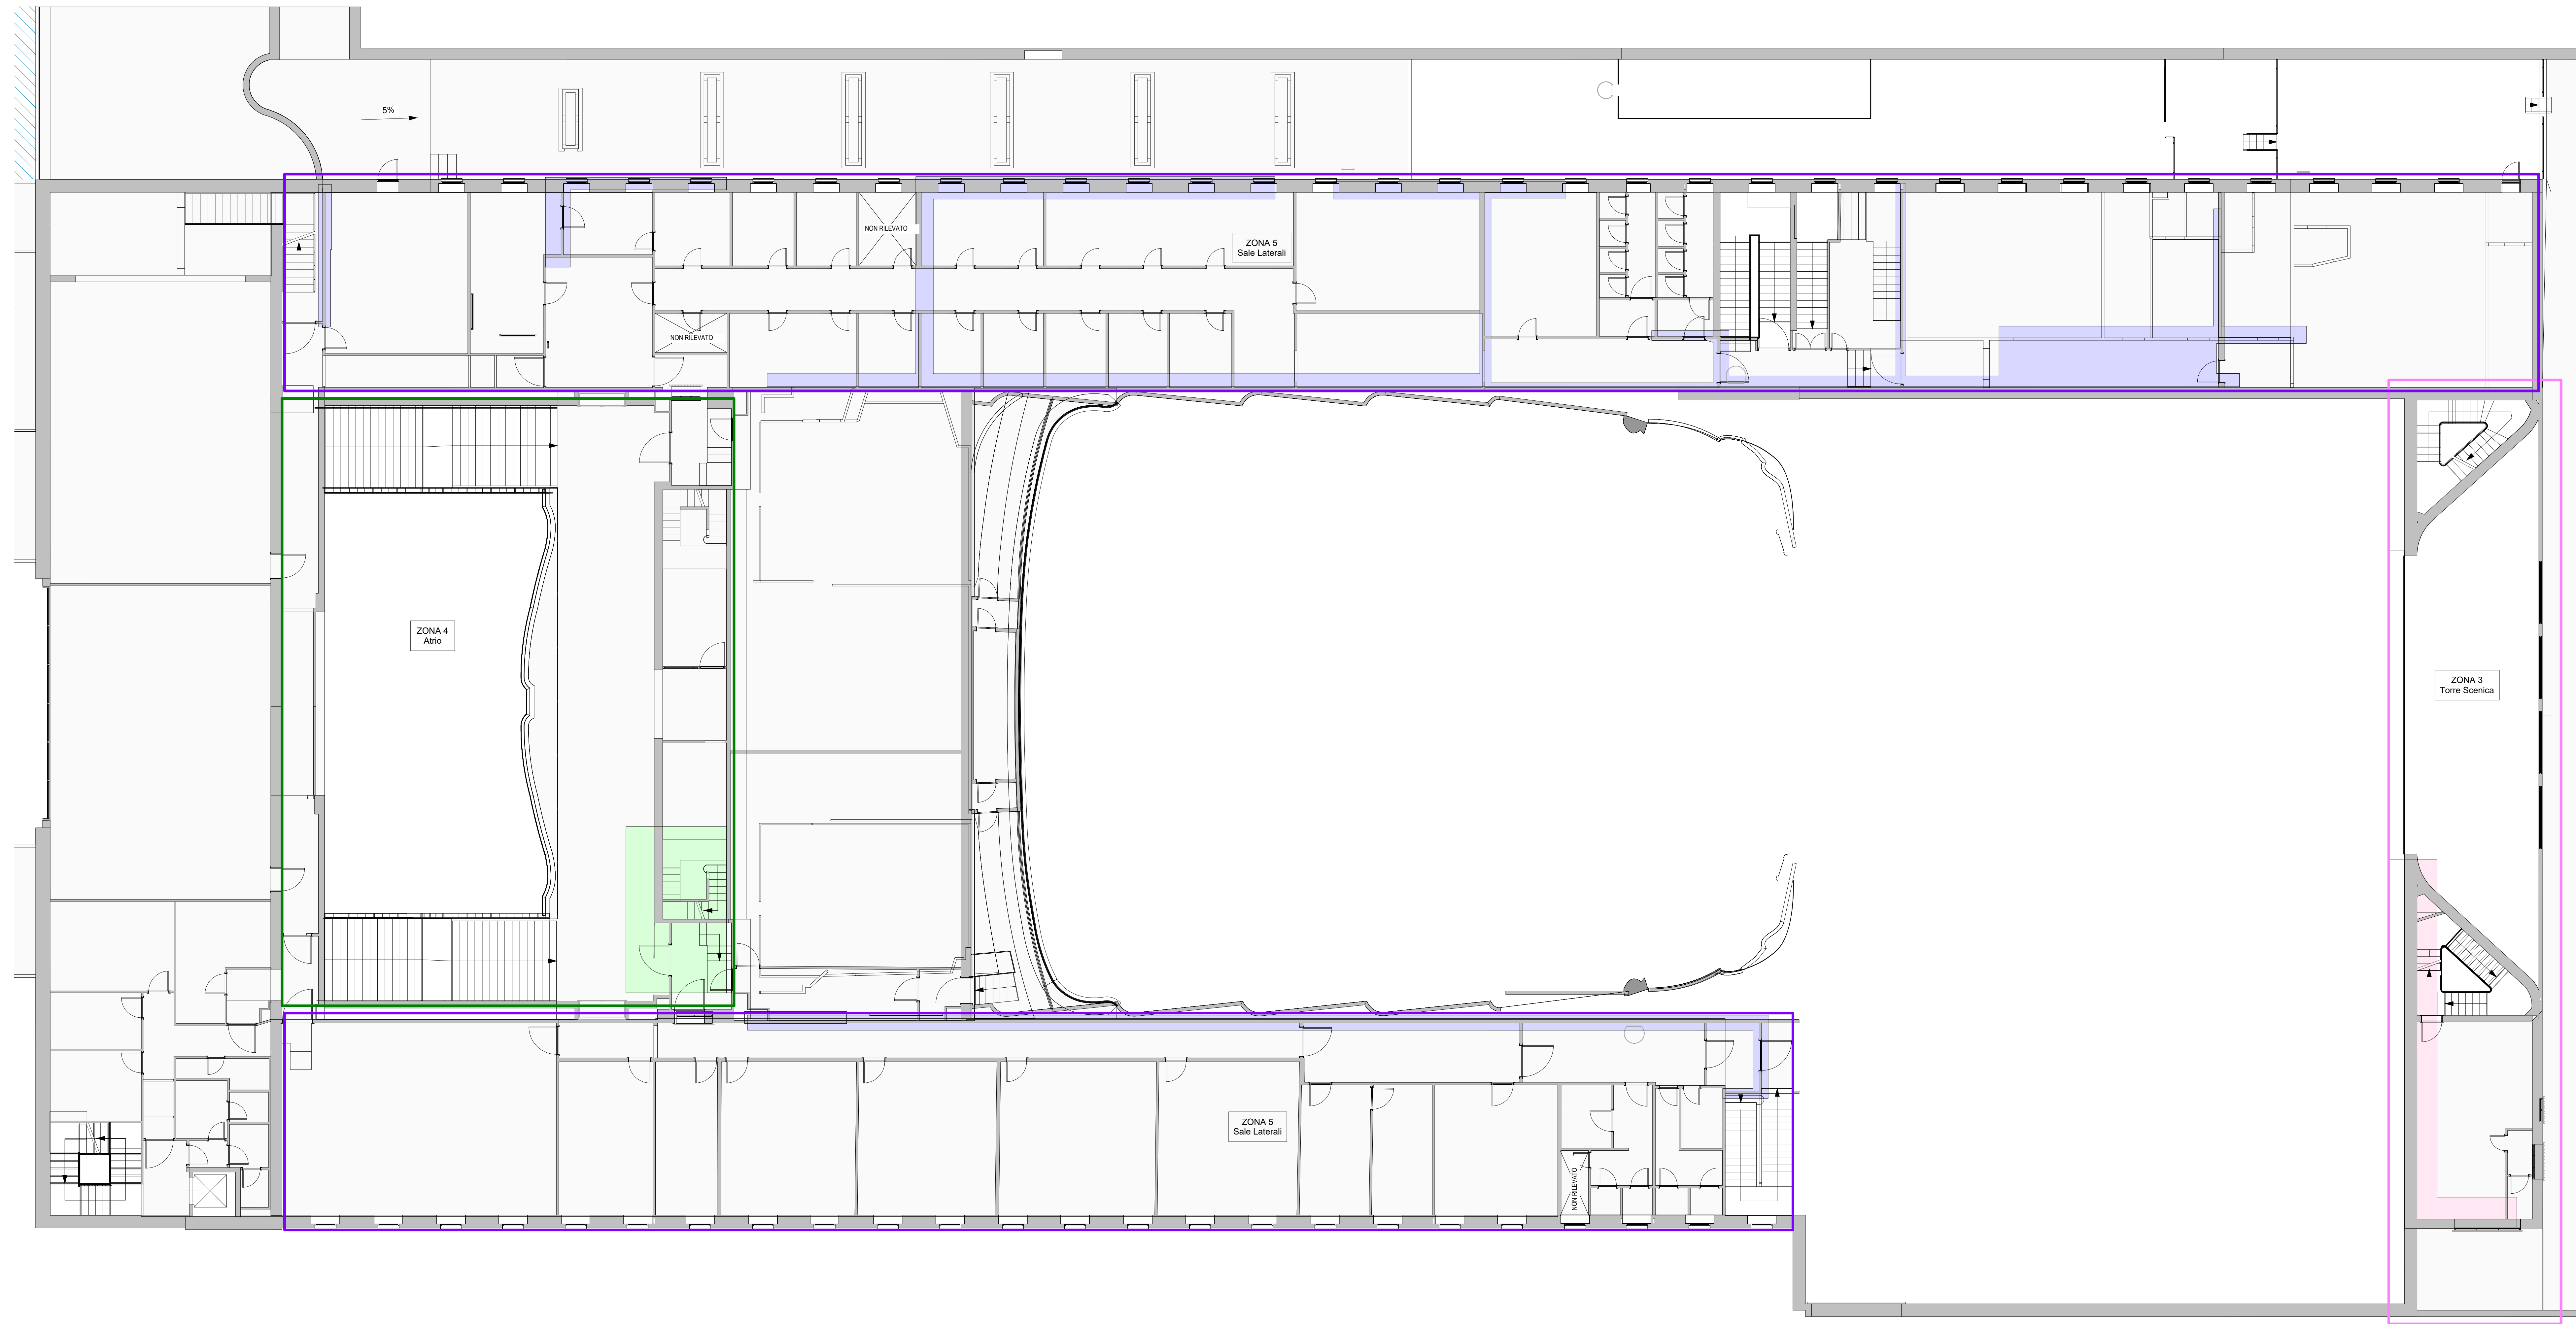 5%
NON RILEVATO
ZONA 5
Sale Laterali
NON RILEVATO
ZONA 4
Atrio
ZONA 3
Torre Scenica
ZONA 5
Sale Laterali
NON RILEVATO